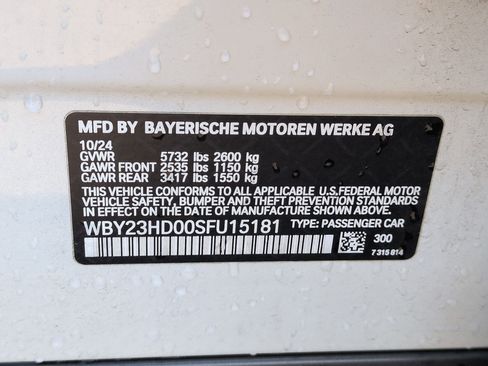 MFD BY BAYERISCHE MOTOREN WERKE AG
10/24
GVWR 5732 lbs 2600 kg
GAWR FRONT 2535 lbs 1150 kg
GAWR REAR 3417 lbs 1550 kg
THIS VEHICLE CONFORMS TO ALL APPLICABLE U.S.FEDERAL MOTOR
VEHICLE SAFETY, BUMPER AND THEFT PREVENTION STANDARDS IN
EFFECT ON THE DATE OF MANUFACTURE SHOWN ABOVE.
WBY23HD00SFU15181 TYPE: PASSENGER CAR
300
7 315 814